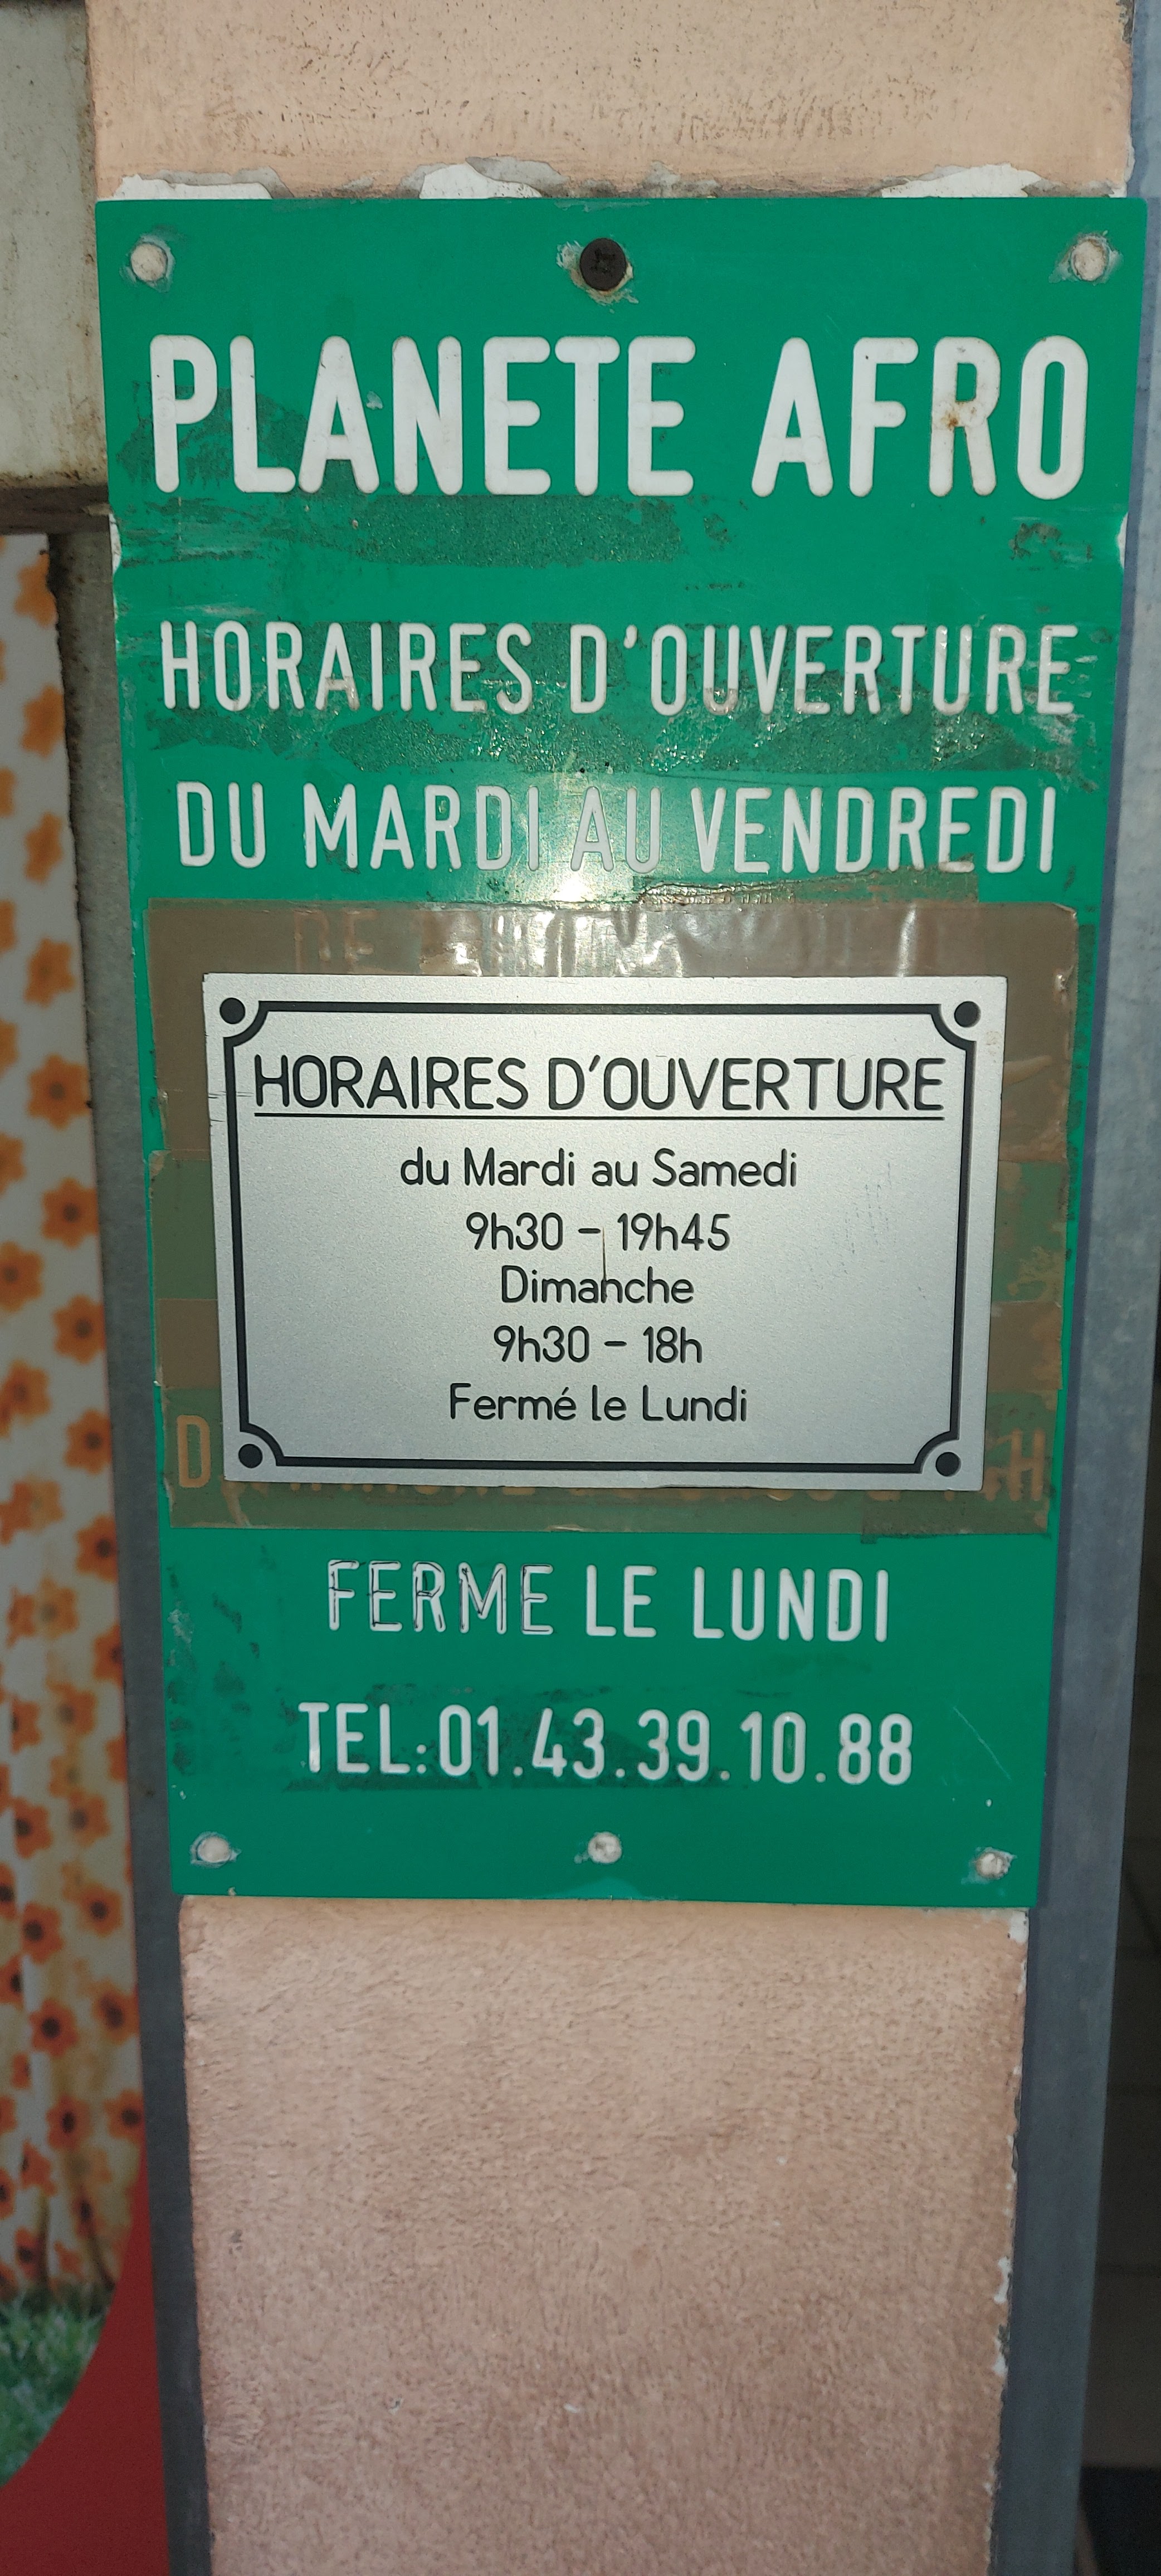 PLANETE AFRO
HORAIRES D'OUVERTURE
DU MARDI AU VENDREDI
DE
HORAIRES D'OUVERTURE
du Mardi au Samedi
9h30 - 19h45
Dimanche
9h30 - 18h
Fermé le Lundi
FERME LE LUNDI
TEL:01.43.39.10.88